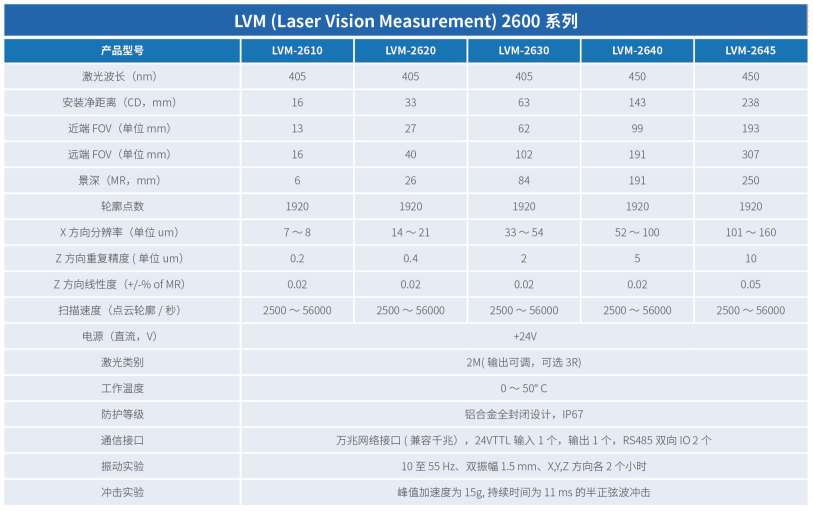 LVM (Laser Vision Measurement) 2600 系列
产品型号 LVM-2610 LVM-2620 LVM-2630 LVM-2640 LVM-2645
激光波长（nm） 405 405 405 450 450
安装净距离（CD，mm） 16 33 63 143 238
近端 FOV（单位 mm） 13 27 62 99 193
远端 FOV（单位 mm） 16 40 102 191 307
景深（MR，mm） 6 26 84 191 250
轮廓点数 1920 1920 1920 1920 1920
X 方向分辨率（单位 um） 7 ～ 8 14 ～ 21 33 ～ 54 52 ～ 100 101 ～ 160
Z 方向重复精度 ( 单位 um） 0.2 0.4 2 5 10
Z 方向线性度（+/-% of MR） 0.02 0.02 0.02 0.02 0.05
扫描速度（点云轮廓 / 秒） 2500 ～ 56000 2500 ～ 56000 2500 ～ 56000 2500 ～ 56000 2500 ～ 56000
电源（直流，V） +24V
激光类别 2M( 输出可调，可选 3R)
工作温度 0 ～ 50° C
防护等级 铝合金全封闭设计，IP67
通信接口 万兆网络接口 ( 兼容千兆），24VTTL 输入 1 个，输出 1 个，RS485 双向 IO 2 个
振动实验 10 至 55 Hz、双振幅 1.5 mm、X,Y,Z 方向各 2 个小时
冲击实验 峰值加速度为 15g, 持续时间为 11 ms 的半正弦波冲击